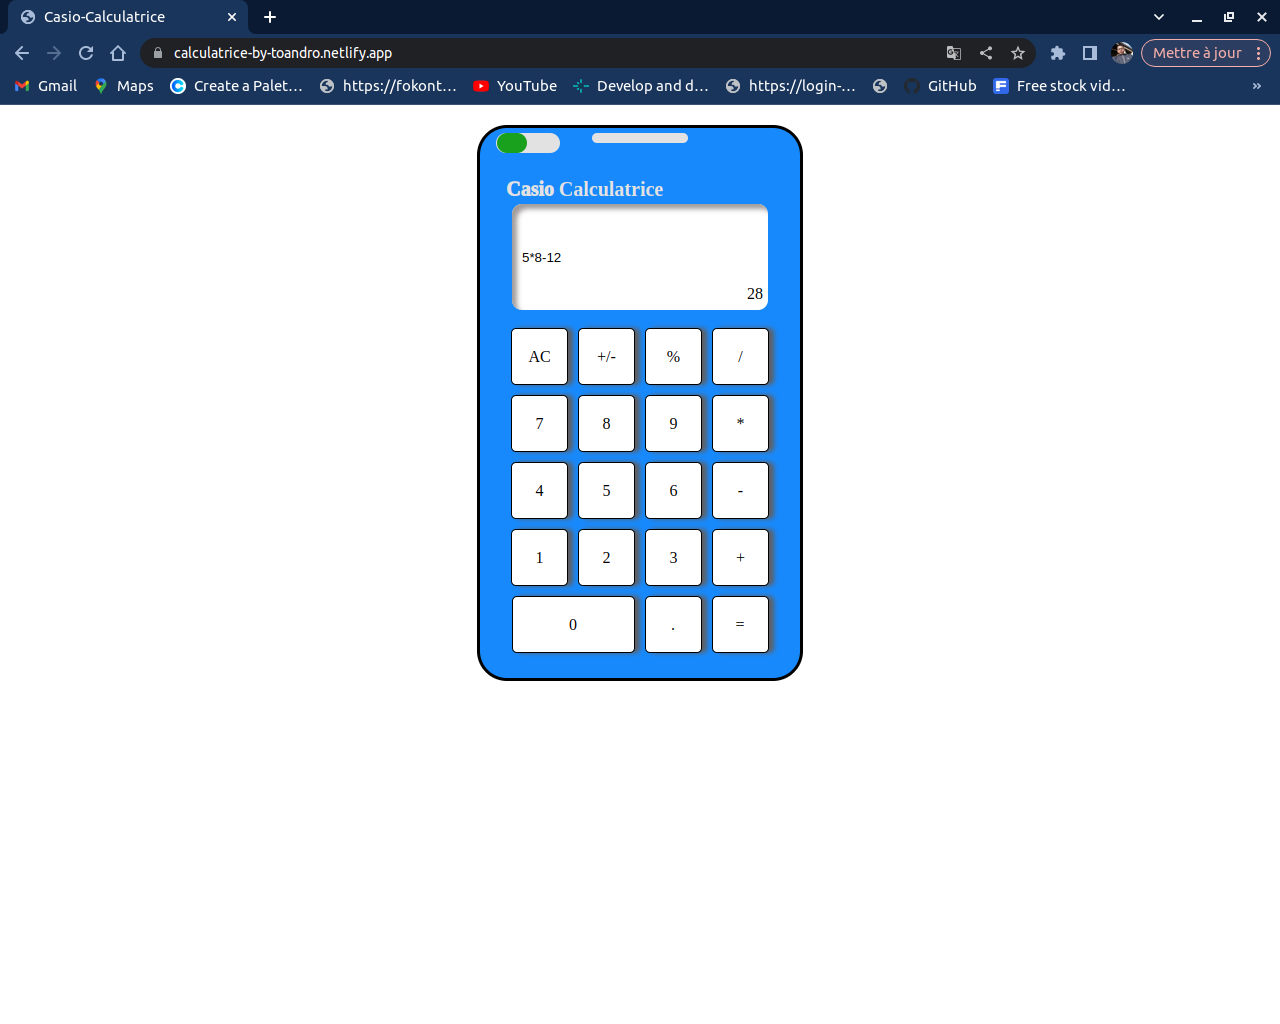 Casio-Calculatrice
calculatrice-by-toandro.netlify.app
Mettre à jour
Gmail Maps Create a Palet… https://fokont… YouTube Develop and d… https://login-… GitHub Free stock vid… »
Casio Calculatrice
5*8-12
28
AC +/- % /
7 8 9 *
4 5 6 -
1 2 3 +
0 . =